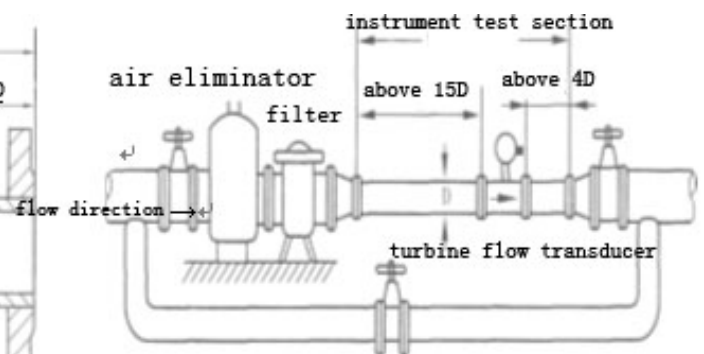 instrument test section
air eliminator
above 15D
above 4D
filter
D
flow direction
turbine flow transducer